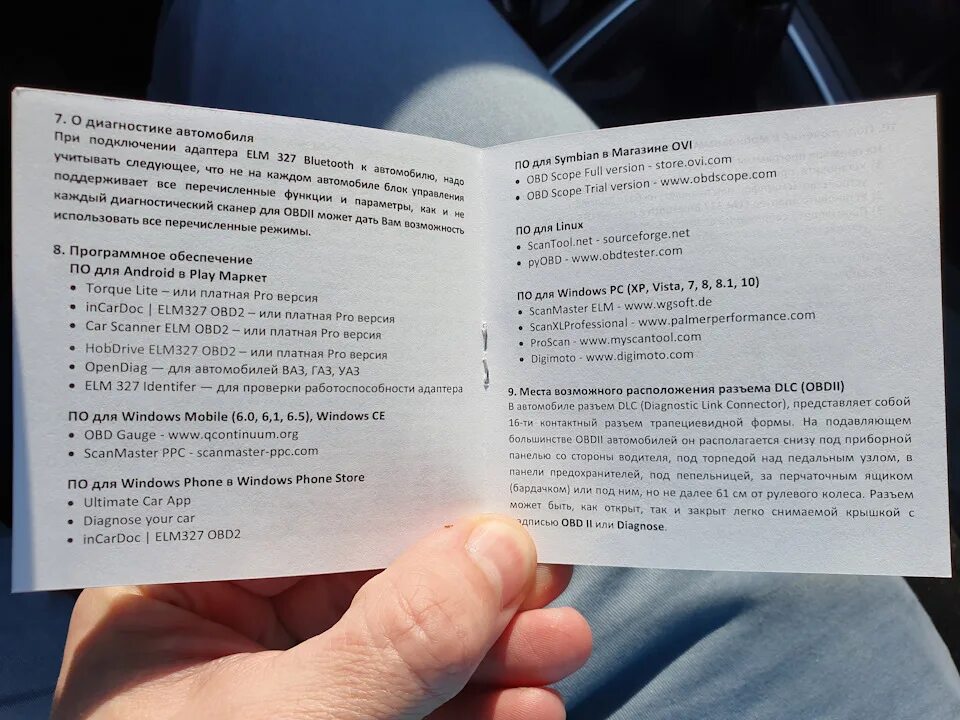 7. О диагностике автомобиля
При подключении адаптера ELM 327 Bluetooth к автомобилю, надо
учитывать следующее, что не на каждом автомобиле блок управления
поддерживает все перечисленные функции и параметры, как и не
каждый диагностический сканер для OBDII может дать Вам возможность
использовать все перечисленные режимы.
8. Программное обеспечение
ПО для Android в Play Маркет
• Torque Lite – или платная Pro версия
• inCarDoc | ELM327 OBD2 – или платная Pro версия
• Car Scanner ELM OBD2 – или платная Pro версия
• HobDrive ELM327 OBD2 – или платная Pro версия
• OpenDiag — для автомобилей ВАЗ, ГАЗ, УАЗ
• ELM 327 Identifer — для проверки работоспособности адаптера
ПО для Windows Mobile (6.0, 6,1, 6.5), Windows CE
• OBD Gauge - www.qcontinuum.org
• ScanMaster PPC - scanmaster-ppc.com
ПО для Windows Phone в Windows Phone Store
• Ultimate Car App
• Diagnose your car
• inCarDoc | ELM327 OBD2
ПО для Symbian в Магазине OVI
• OBD Scope Full version - store.ovi.com
• OBD Scope Trial version - www.obdscope.com
ПО для Linux
• ScanTool.net - sourceforge.net
• pyOBD - www.obdtester.com
ПО для Windows PC (XP, Vista, 7, 8, 8.1, 10)
• ScanMaster ELM - www.wgsoft.de
• ScanXLProfessional - www.palmerperformance.com
• ProScan - www.myscantool.com
• Digimoto - www.digimoto.com
9. Места возможного расположения разъема DLC (OBDII)
В автомобиле разъем DLC (Diagnostic Link Connector), представляет собой
16-ти контактный разъем трапециевидной формы. На подавляющем
большинстве OBDII автомобилей он располагается снизу под приборной
панелью со стороны водителя, под торпедой над педальным узлом, в
панели предохранителей, под пепельницей, за перчаточным ящиком
(бардачком) или под ним, но не далее 61 см от рулевого колеса. Разъем
может быть, как открыт, так и закрыт легко снимаемой крышкой с
надписью OBD II или Diagnose.